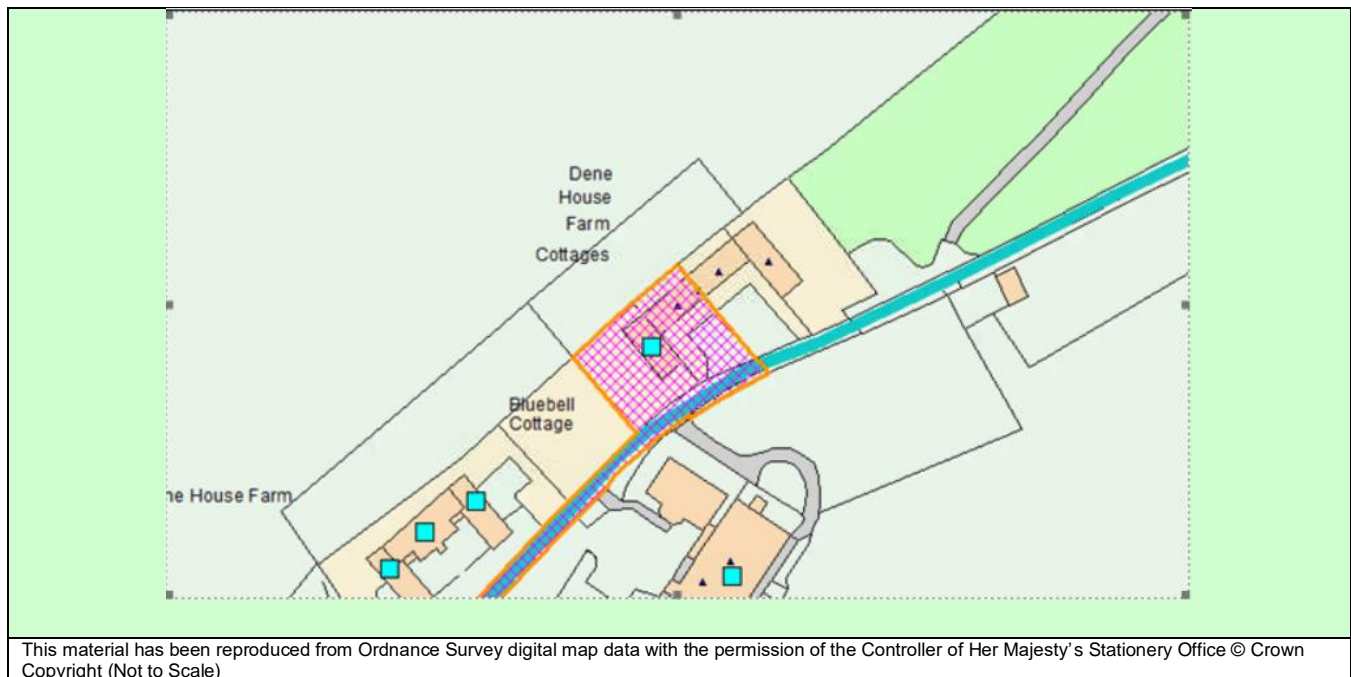 Dene
House
Farm
Cottages
Bluebell
Cottage
ne House Farm
This material has been reproduced from Ordnance Survey digital map data with the permission of the Controller of Her Majesty's Stationery Office © Crown
Copyright (Not to Scale)